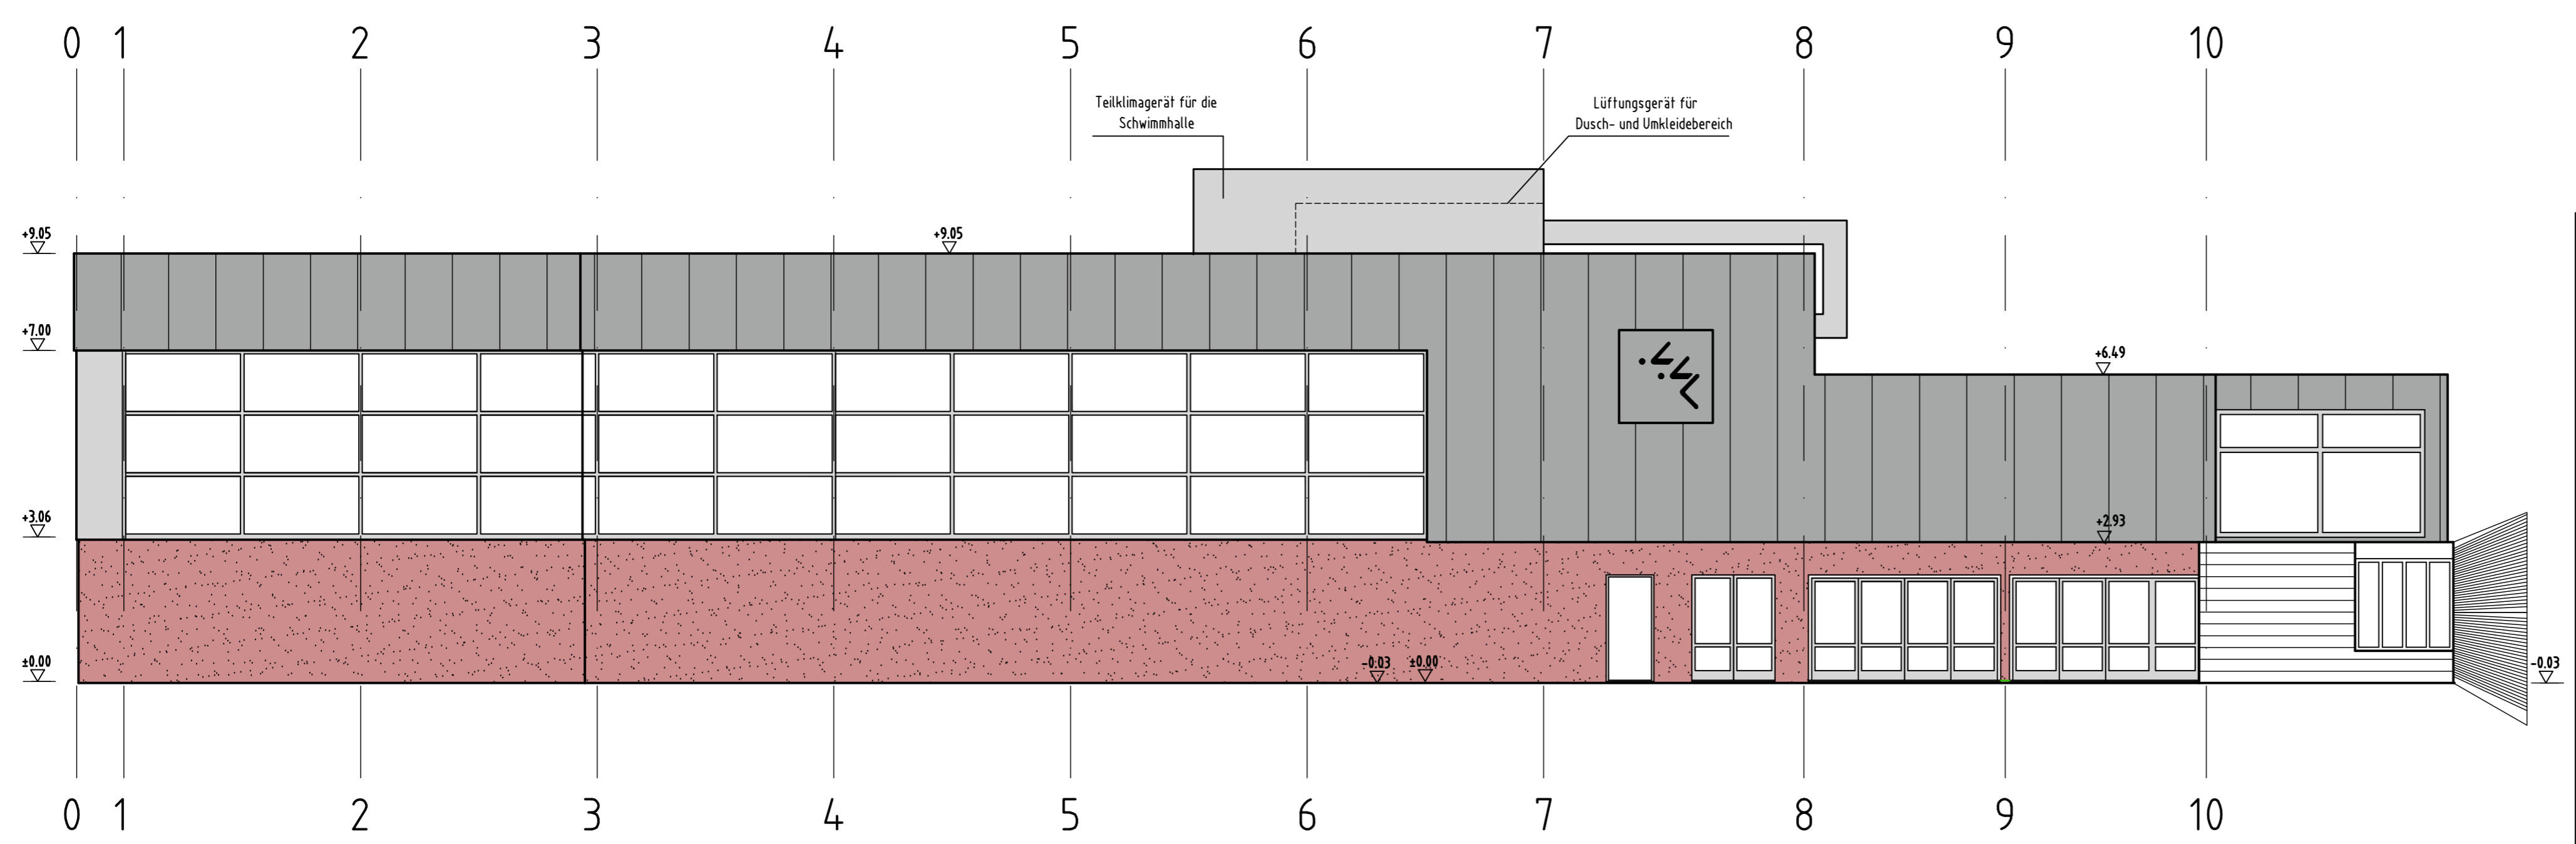 0 1 2 3 4 5 6 7 8 9 10
Teilklimagerät für die
Schwimmhalle
Lüftungsgerät für
Dusch- und Umkleidebereich
+9.05
+9.05
+7.00
+6.49
+3.06
+2.93
±0.00
-0.03
±0.00
-0.03
0 1 2 3 4 5 6 7 8 9 10